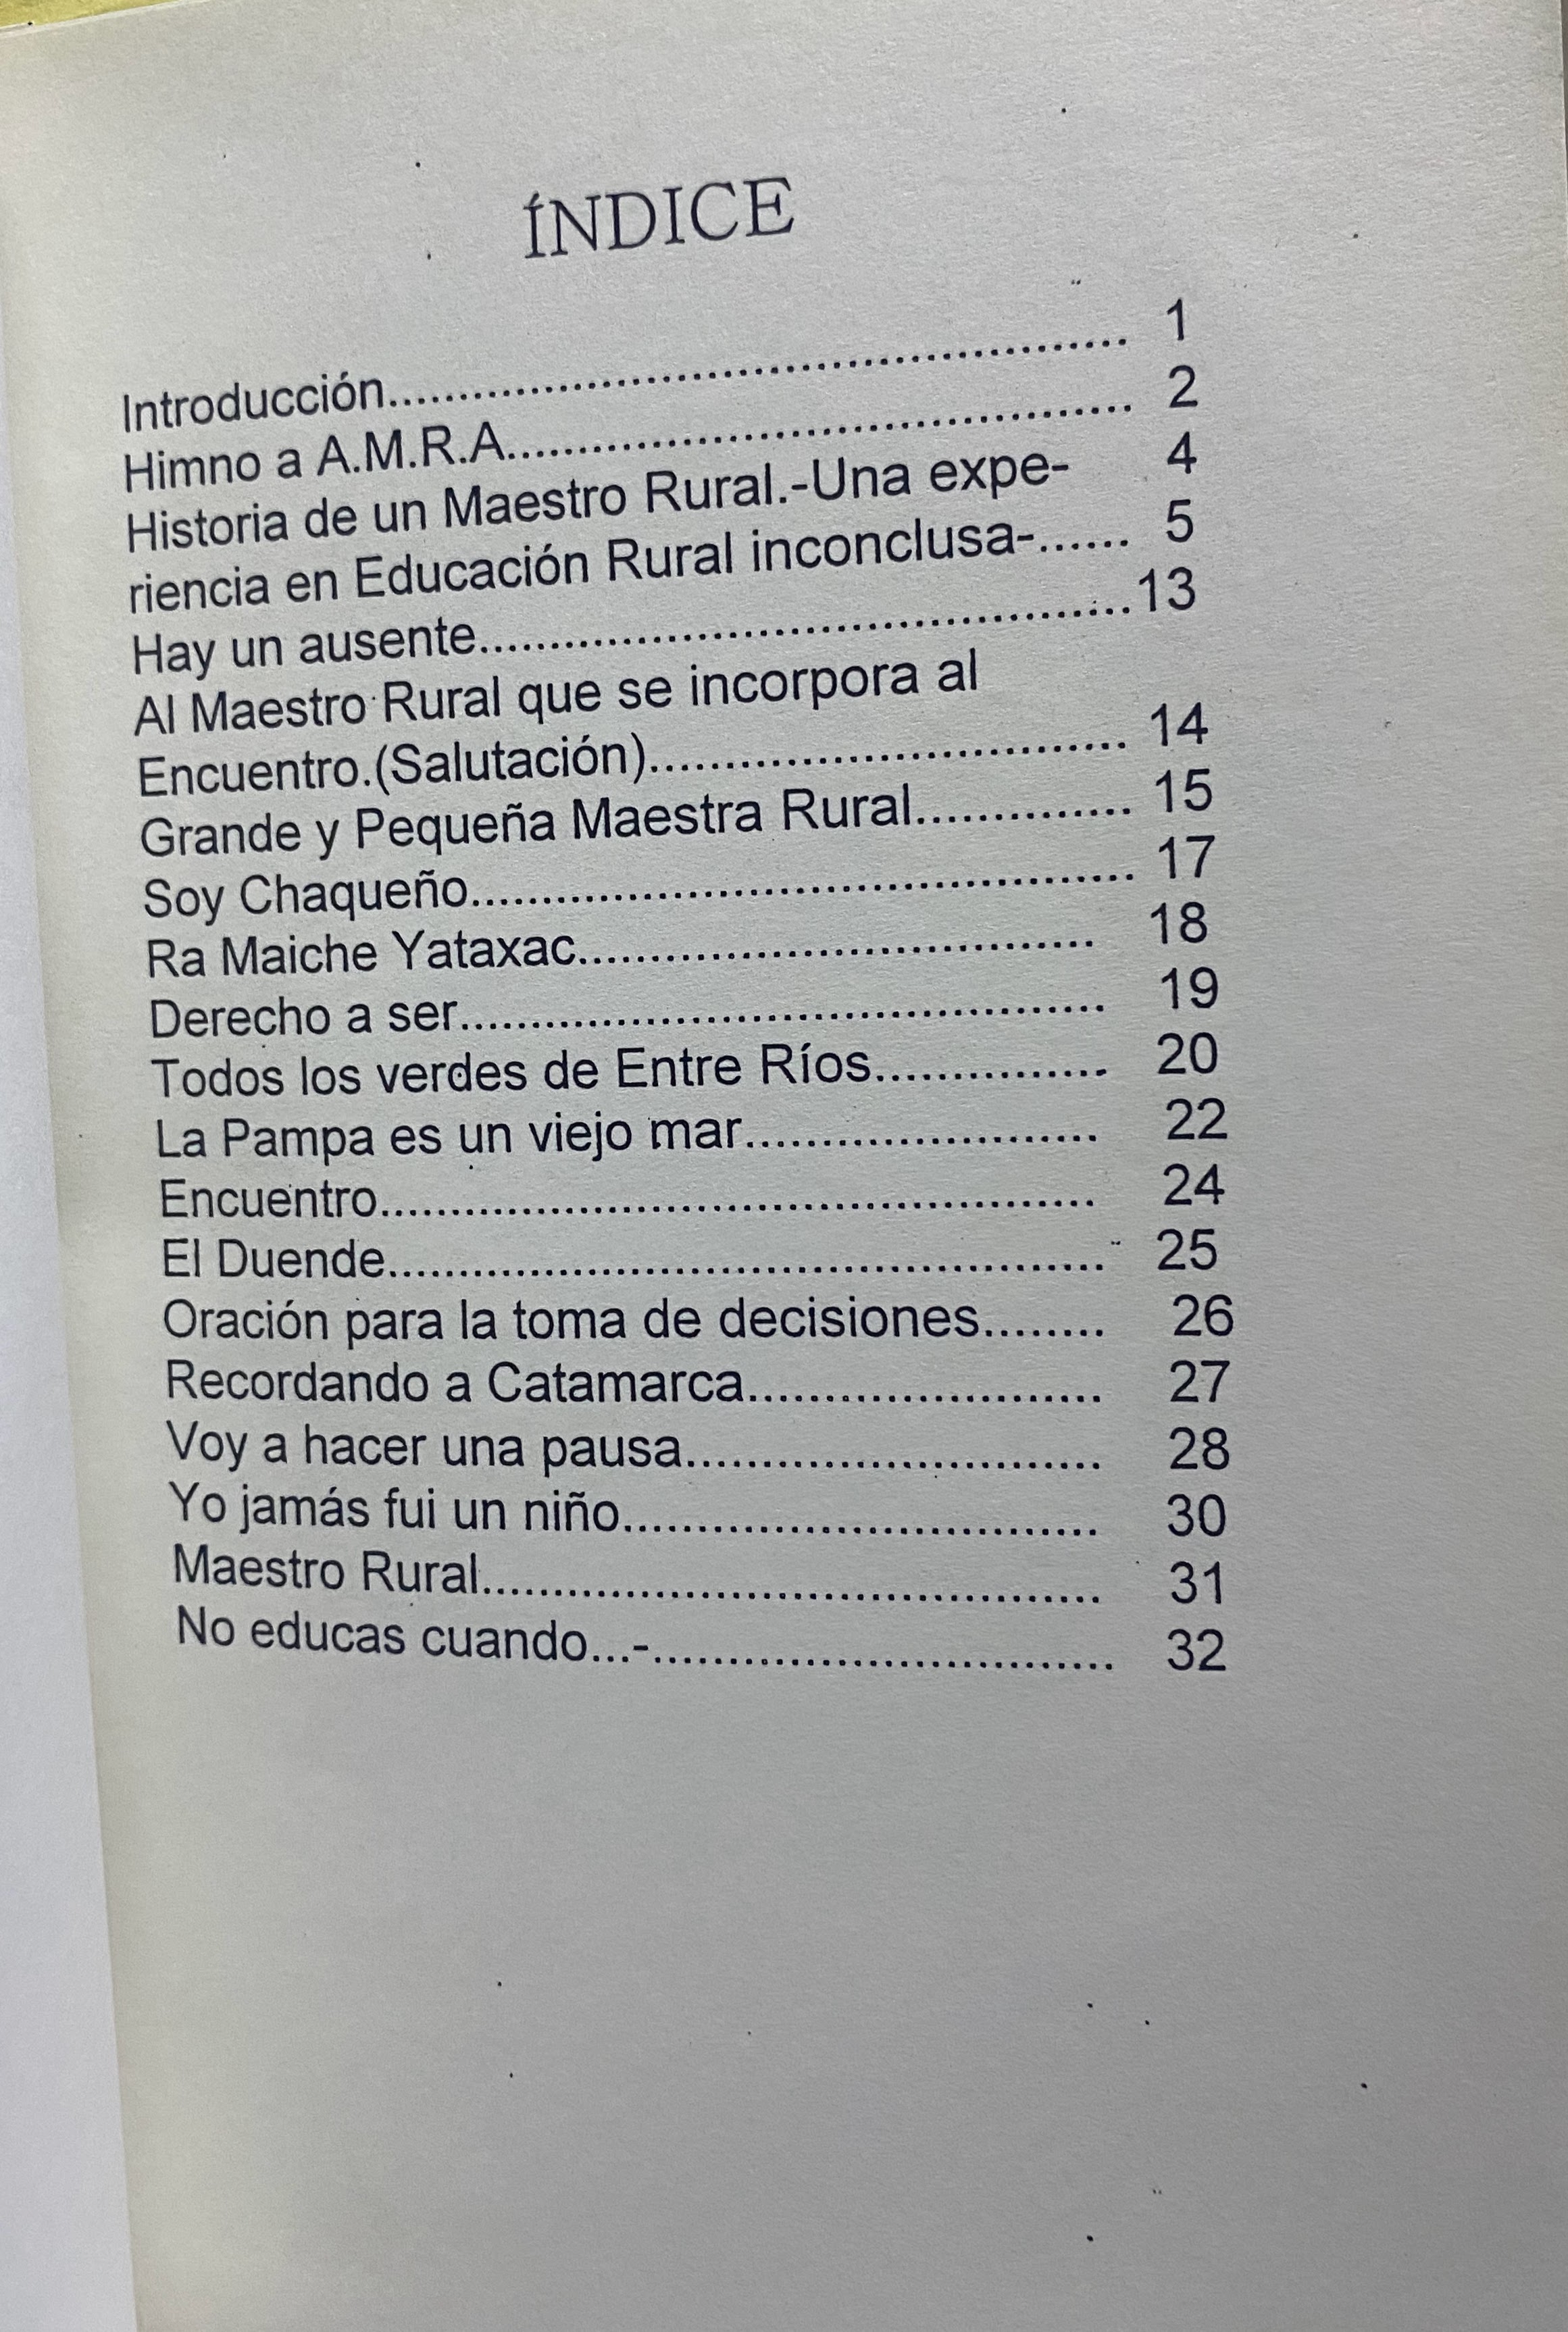 ÍNDICE
Introducción.................................................... 1
Himno a A.M.R.A............................................ 2
Historia de un Maestro Rural.-Una expe- 4
riencia en Educación Rural inconclusa-...... 5
Hay un ausente..............................................13
Al Maestro Rural que se incorpora al
Encuentro.(Salutación)................................. 14
Grande y Pequeña Maestra Rural.............. 15
Soy Chaqueño............................................... 17
Ra Maiche Yataxac.................................... 18
Derecho a ser.............................................. 19
Todos los verdes de Entre Ríos................ 20
La Pampa es un viejo mar........................ 22
Encuentro.................................................. 24
El Duende.................................................. 25
Oración para la toma de decisiones........ 26
Recordando a Catamarca........................ 27
Voy a hacer una pausa............................. 28
Yo jamás fui un niño................................. 30
Maestro Rural........................................... 31
No educas cuando...-................................ 32